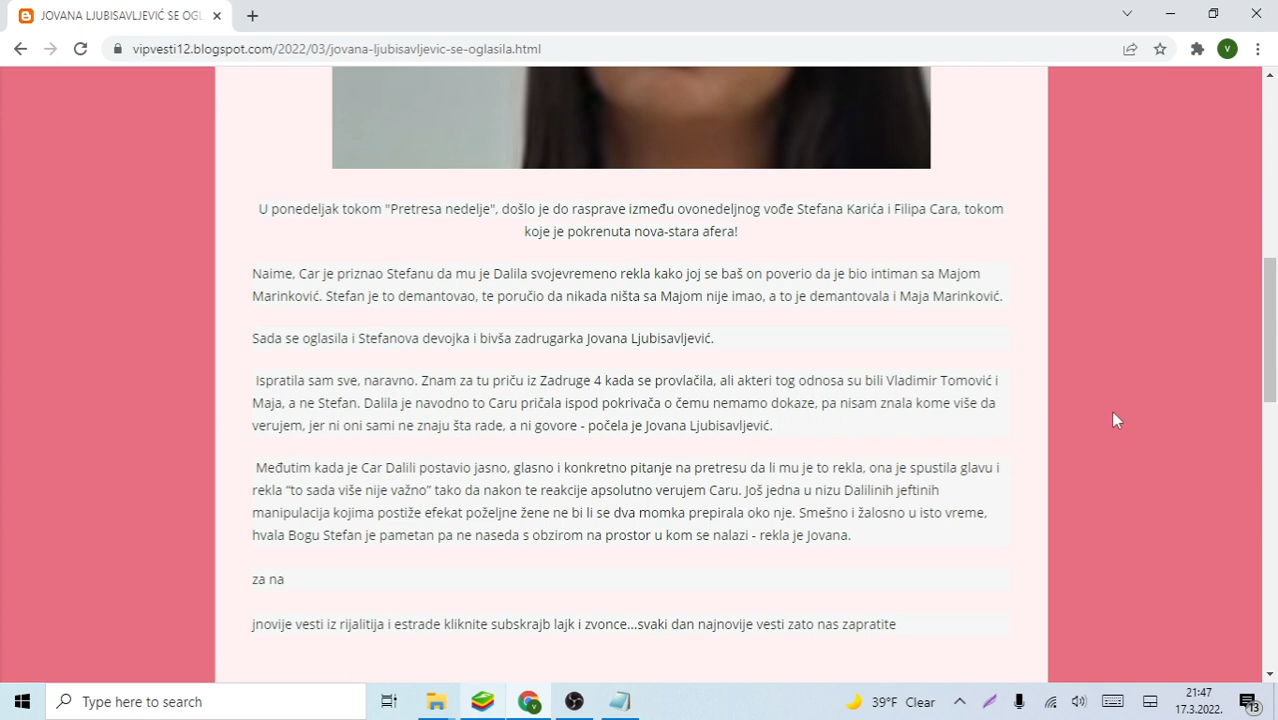 JOVANA LJUBISAVLJEVIĆ SE OGL
vipvesti12.blogspot.com/2022/03/jovana-ljubisavljevic-se-oglasila.html
V
U ponedeljak tokom "Pretresa nedelje", došlo je do rasprave između ovonedeljnog vođe Stefana Karića i Filipa Cara, tokom
koje je pokrenuta nova-stara afera!
Naime, Car je priznao Stefanu da mu je Dalila svojevremeno rekla kako joj se baš on poverio da je bio intiman sa Majom
Marinković. Stefan je to demantovao, te poručio da nikada ništa sa Majom nije imao, a to je demantovala i Maja Marinković.
Sada se oglasila i Stefanova devojka i bivša zadrugarka Jovana Ljubisavljević.
Ispratila sam sve, naravno. Znam za tu priču iz Zadruge 4 kada se provlačila, ali akteri tog odnosa su bili Vladimir Tomović i
Maja, a ne Stefan. Dalila je navodno to Caru pričala ispod pokrivača o čemu nemamo dokaze, pa nisam znala kome više da
verujem, jer ni oni sami ne znaju šta rade, a ni govore - počela je Jovana Ljubisavljević.
Međutim kada je Car Dalili postavio jasno, glasno i konkretno pitanje na pretresu da li mu je to rekla, ona je spustila glavu i
rekla “to sada više nije važno” tako da nakon te reakcije apsolutno verujem Caru. Još jedna u nizu Dalilinih jeftinih
manipulacija kojima postiže efekat poželjne žene ne bi li se dva momka prepirala oko nje. Smešno i žalosno u isto vreme,
hvala Bogu Stefan je pametan pa ne naseda s obzirom na prostor u kom se nalazi - rekla je Jovana.
za na
jnovije vesti iz rijalitija i estrade kliknite subskrajb lajk i zvonce...svaki dan najnovije vesti zato nas zapratite
Type here to search
39°F Clear
21:47
17.3.2022.
13